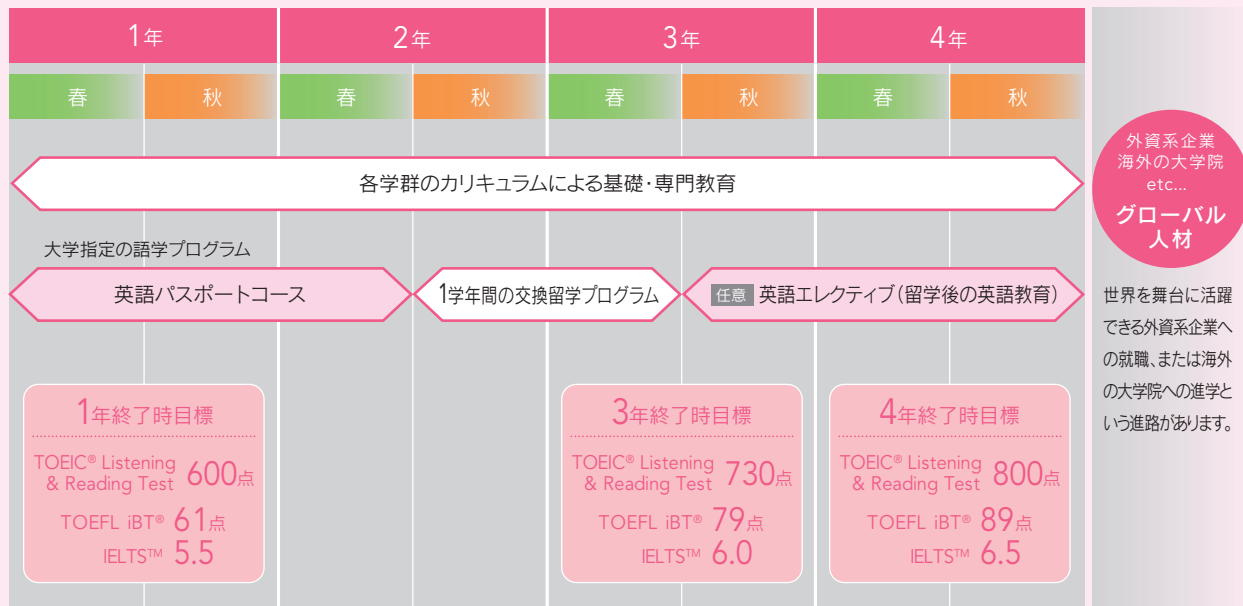 1年 2年 3年 4年
春 秋 春 秋 春 秋 春 秋
各学群のカリキュラムによる基礎・専門教育
大学指定の語学プログラム
英語パスポートコース
1学年間の交換留学プログラム
任意 英語エレクティブ(留学後の英語教育)
1年終了時目標
TOEIC® Listening
& Reading Test 600点
TOEFL iBT® 61点
IELTS™ 5.5
3年終了時目標
TOEIC® Listening
& Reading Test 730点
TOEFL iBT® 79点
IELTS™ 6.0
4年終了時目標
TOEIC® Listening
& Reading Test 800点
TOEFL iBT® 89点
IELTS™ 6.5
外資系企業
海外の大学院
etc...
グローバル
人材
世界を舞台に活躍
できる外資系企業へ
の就職、または海外
の大学院への進学と
いう進路があります。